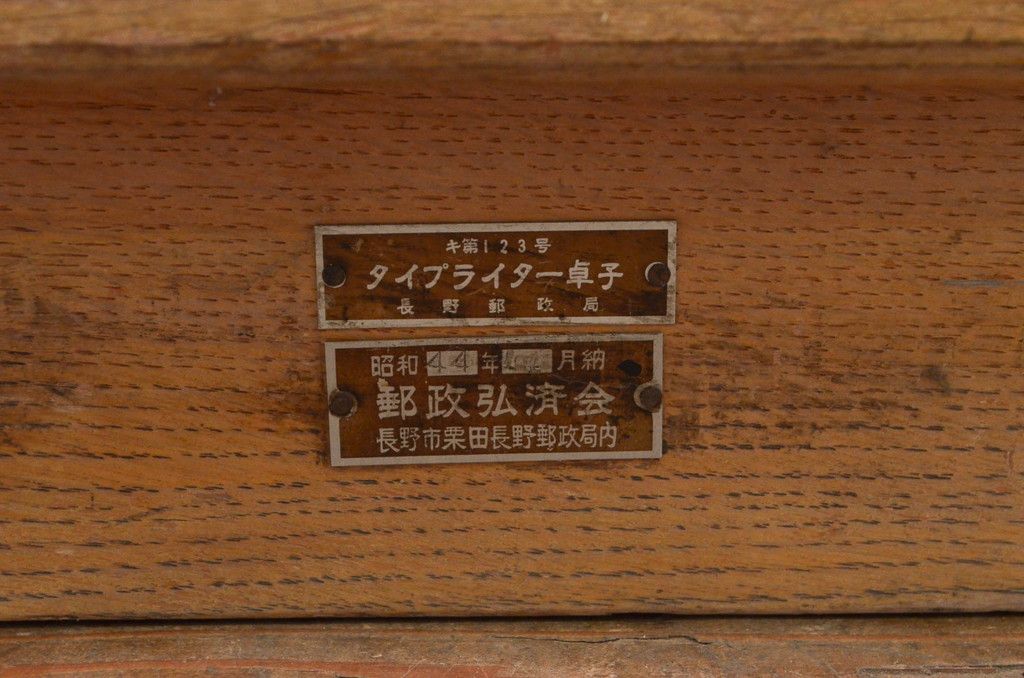 キ第123号
タイプライター卓子
長野郵政局
昭和44年 月納
郵政弘済会
長野市栗田長野郵政局内